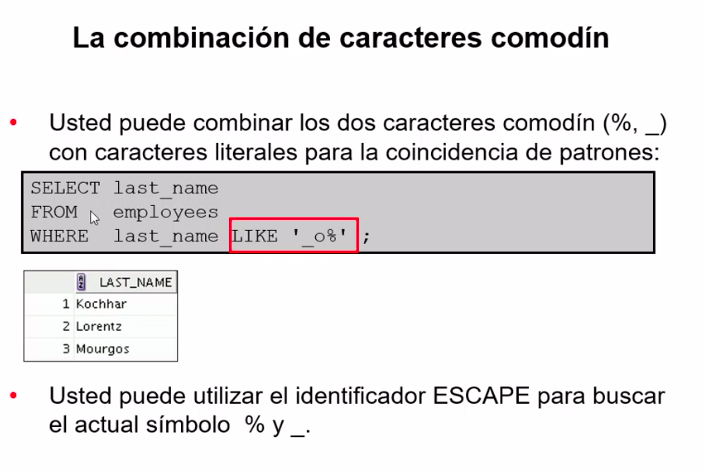 La combinación de caracteres comodín
• Usted puede combinar los dos caracteres comodín (%, _)
con caracteres literales para la coincidencia de patrones:
SELECT last_name
FROM employees
WHERE last_name LIKE '_o%' ;
LAST_NAME
1 Kochhar
2 Lorentz
3 Mourgos
• Usted puede utilizar el identificador ESCAPE para buscar
el actual símbolo % y _.